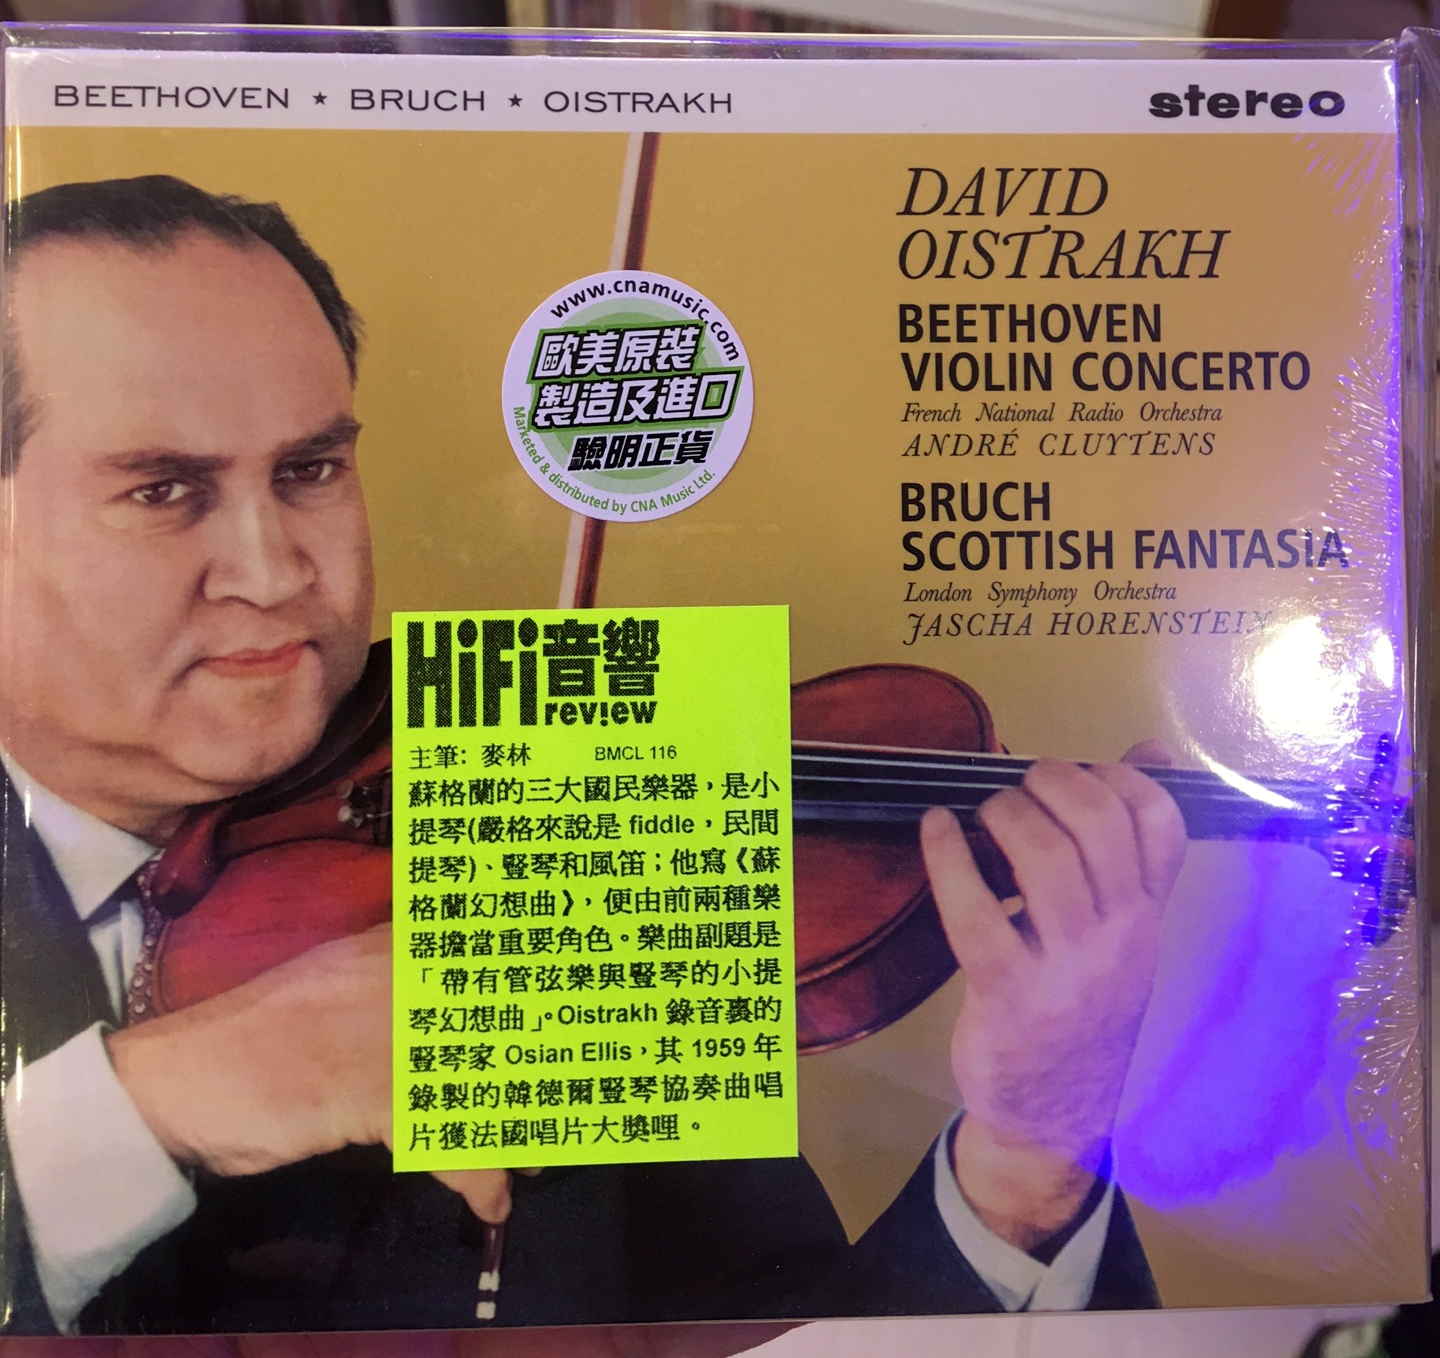 BEETHOVEN ★ BRUCH ★ OISTRAKH
stereo
DAVID
OISTRAKH
BEETHOVEN
VIOLIN CONCERTO
French National Radio Orchestra
ANDRÉ CLUYTENS
BRUCH
SCOTTISH FANTASIA
London Symphony Orchestra
JASCHA HORENSTEIN
www.cnamusic.com
歐美原裝
製造及進口
驗明正貨
Marketed & distributed by CNA Music Ltd.
HiFi音響
review
主筆：麥林 BMCL 116
蘇格蘭的三大國民樂器，是小
提琴(嚴格來說是 fiddle，民間
提琴)、豎琴和風笛；他寫《蘇
格蘭幻想曲》，便由前兩種樂
器擔當重要角色。樂曲副題是
「帶有管弦樂與豎琴的小提
琴幻想曲」。Oistrakh 錄音裏的
豎琴家 Osian Ellis，其 1959 年
錄製的韓德爾豎琴協奏曲唱
片獲法國唱片大獎哩。